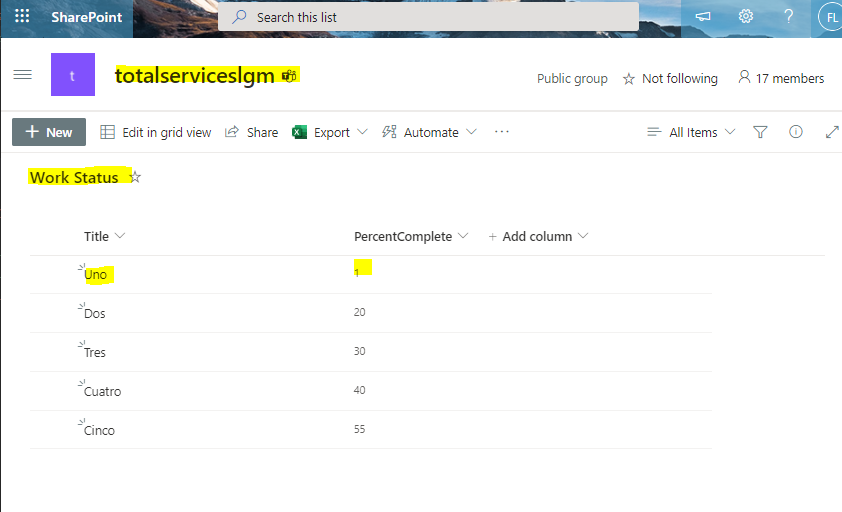 SharePoint Search this list ? FL
t totalserviceslgm Public group Not following 17 members
+ New Edit in grid view Share Export Automate ... All Items
Work Status
Title PercentComplete + Add column
Uno 1
Dos 20
Tres 30
Cuatro 40
Cinco 55